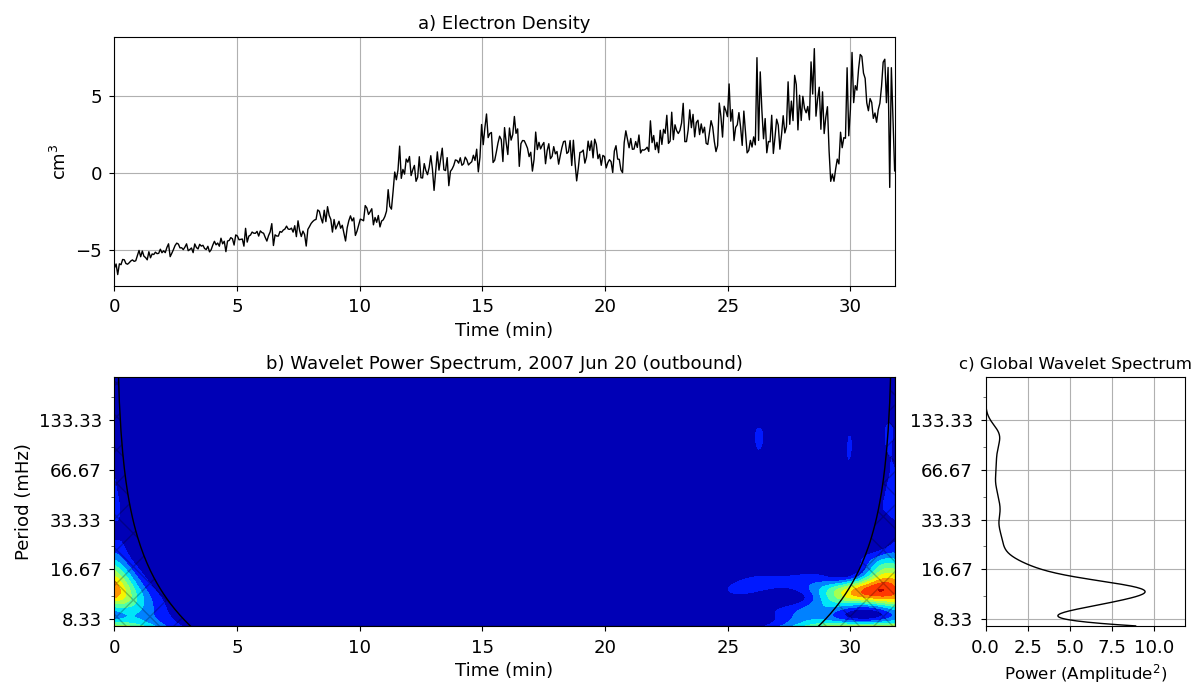 a) Electron Density
cm³
5
0
−5
0 5 10 15 20 25 30
Time (min)
b) Wavelet Power Spectrum, 2007 Jun 20 (outbound)
Period (mHz)
133.33
66.67
33.33
16.67
8.33
0 5 10 15 20 25 30
Time (min)
c) Global Wavelet Spectrum
133.33
66.67
33.33
16.67
8.33
0.0 2.5 5.0 7.5 10.0
Power (Amplitude²)